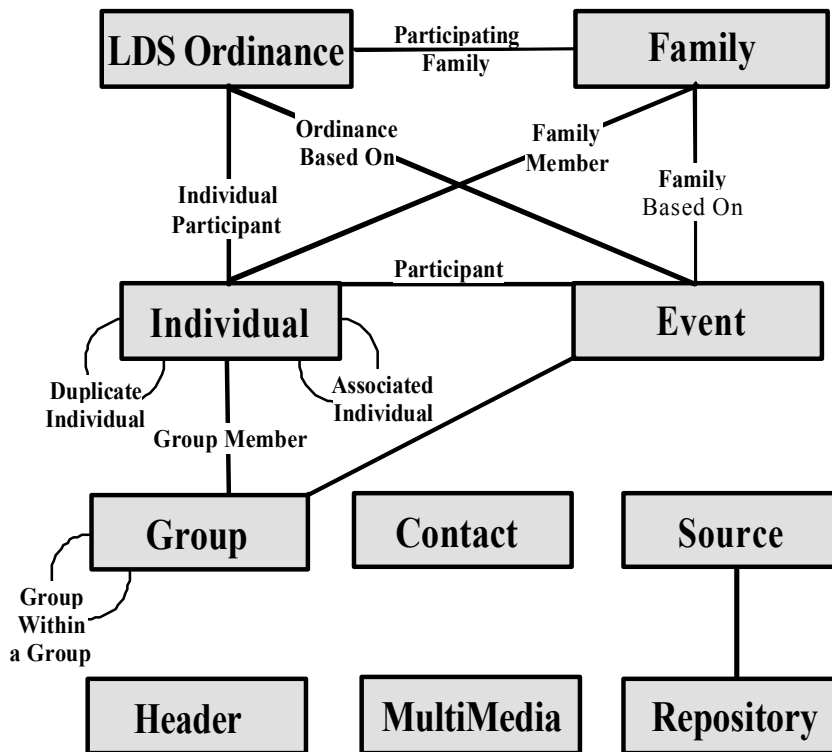 LDS Ordinance
Participating
Family
Family
Ordinance
Based On
Family
Member
Individual
Participant
Family
Based On
Participant
Individual
Event
Duplicate
Individual
Associated
Individual
Group Member
Group
Contact
Source
Group
Within
a Group
Header
MultiMedia
Repository